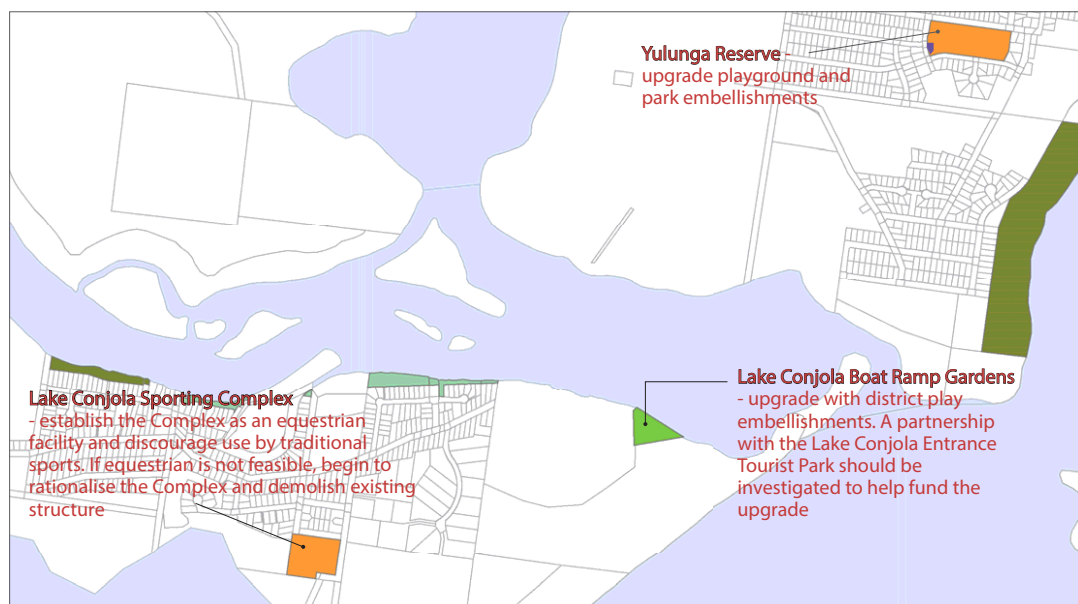 Yulunga Reserve -
upgrade playground and
park embellishments
Lake Conjola Boat Ramp Gardens
- upgrade with district play
embellishments. A partnership
with the Lake Conjola Entrance
Tourist Park should be
investigated to help fund the
upgrade
Lake Conjola Sporting Complex
- establish the Complex as an equestrian
facility and discourage use by traditional
sports. If equestrian is not feasible, begin to
rationalise the Complex and demolish existing
structure